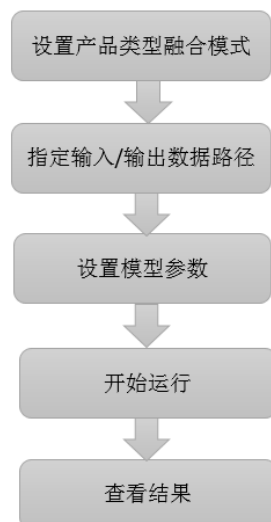 设置产品类型融合模式
指定输入/输出数据路径
设置模型参数
开始运行
查看结果